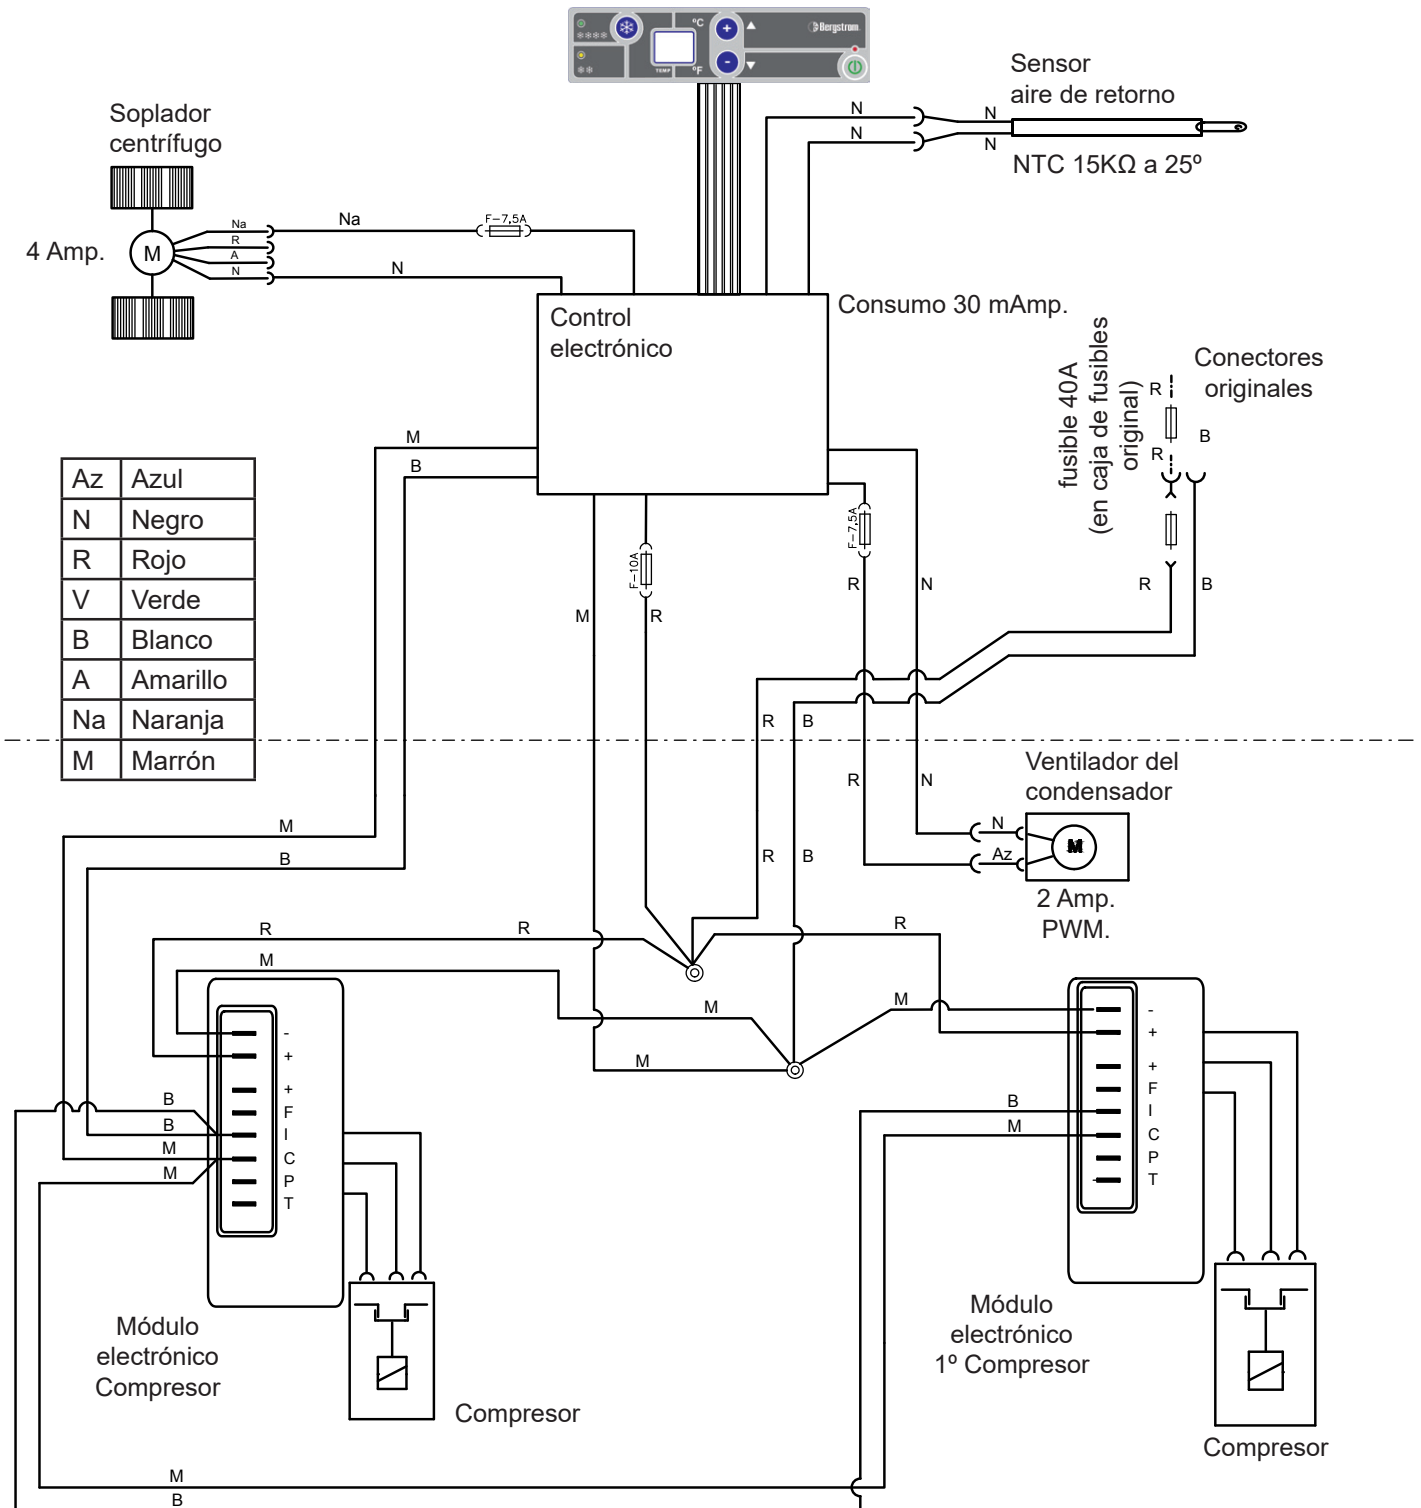 °C
Bergstrom
TEMP
°F
Sensor
aire de retorno
N
N
N
N
NTC 15KΩ a 25º
Soplador
centrífugo
4 Amp.
M
Na
R
A
N
Na
F-7,5A
N
Control
electrónico
Consumo 30 mAmp.
fusible 40A
(en caja de fusibles
original)
Conectores
originales
R
R
B
R
B
M
B
Az Azul
N Negro
R Rojo
V Verde
B Blanco
A Amarillo
Na Naranja
M Marrón
F-10A
F-7,5A
M
R
R
N
R
B
R
N
Ventilador del
condensador
N
Az
M
2 Amp.
PWM.
M
B
R
B
R
R
R
M
M
M
M
-
+
+
F
I
C
P
T
B
B
M
M
-
+
+
F
I
C
P
T
B
M
Módulo
electrónico
Compresor
Compresor
Módulo
electrónico
1º Compresor
Compresor
M
B